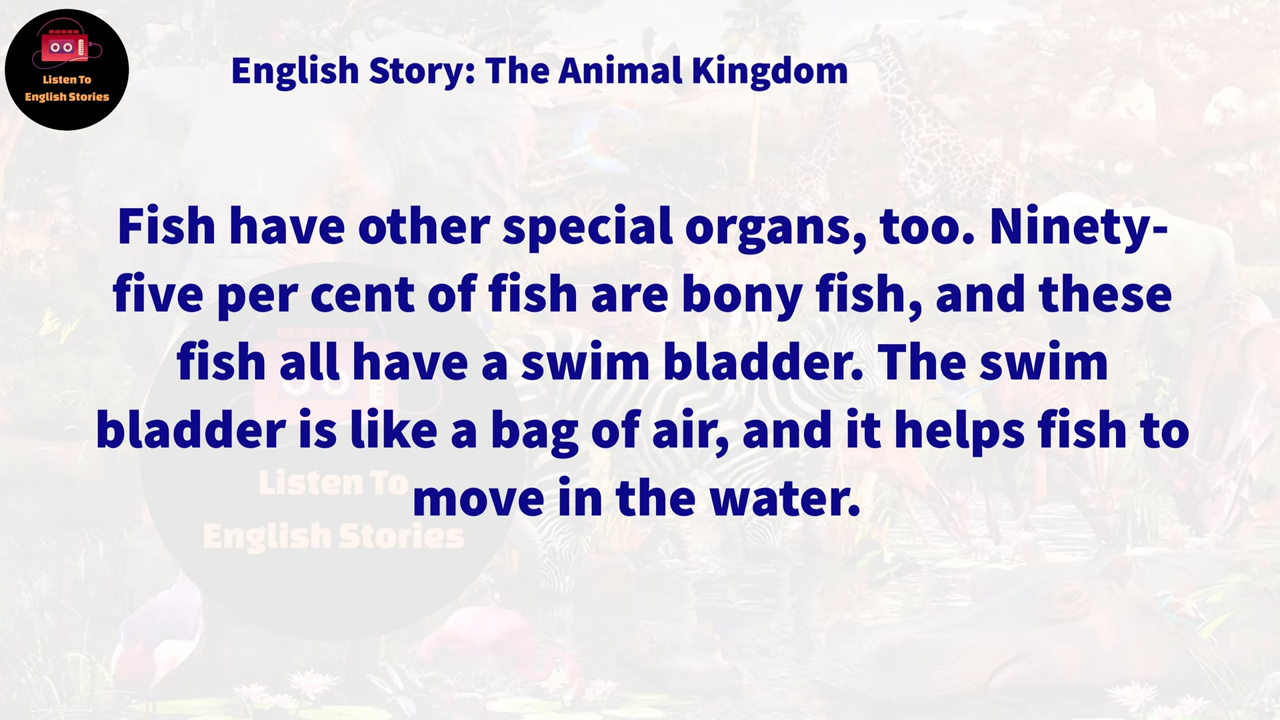 Listen To
English Stories
English Story: The Animal Kingdom
Fish have other special organs, too. Ninety-
five per cent of fish are bony fish, and these
fish all have a swim bladder. The swim
bladder is like a bag of air, and it helps fish to
move in the water.
Listen To
English Stories